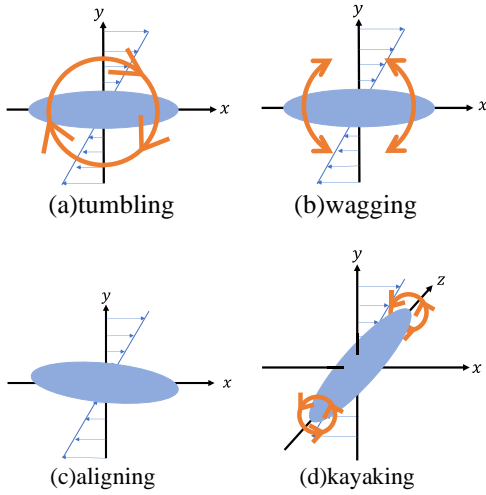 y
x
(a)tumbling
y
x
(b)wagging
y
x
(c)aligning
y
z
x
(d)kayaking